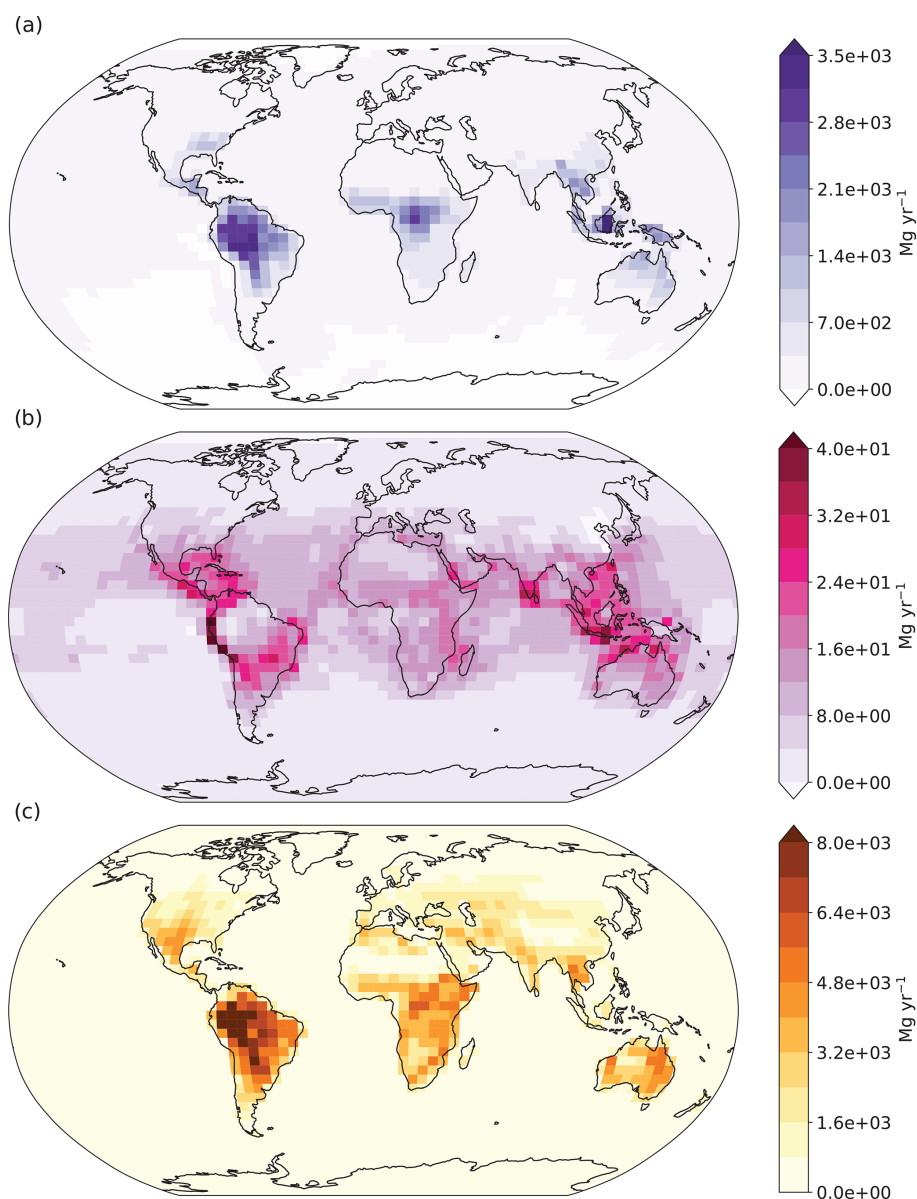 (a)
3.5e+03
2.8e+03
2.1e+03
1.4e+03
7.0e+02
0.0e+00
Mg yr⁻¹
(b)
4.0e+01
3.2e+01
2.4e+01
1.6e+01
8.0e+00
0.0e+00
Mg yr⁻¹
(c)
8.0e+03
6.4e+03
4.8e+03
3.2e+03
1.6e+03
0.0e+00
Mg yr⁻¹